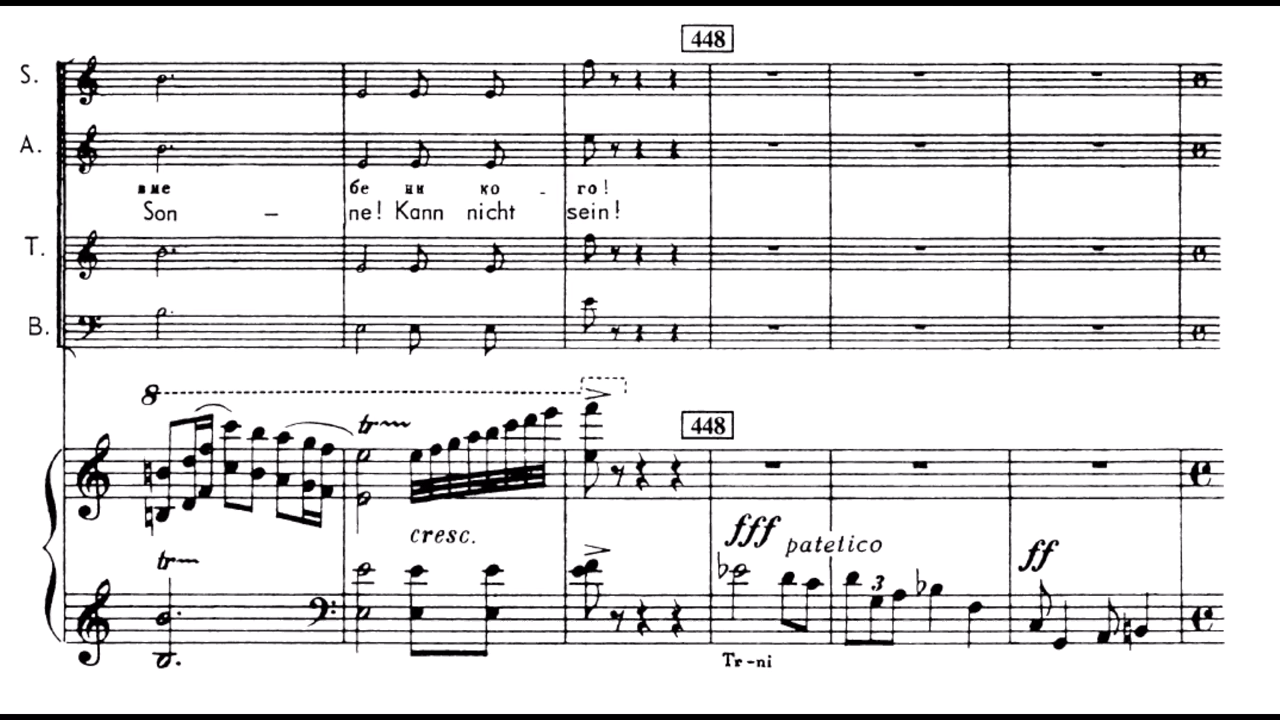 448
S.
A.
вме бе ни ко - го!
Son – ne! Kann nicht sein!
T.
B.
8
tr
448
cresc.
fff patetico
ff
tr
3
Tr-ni